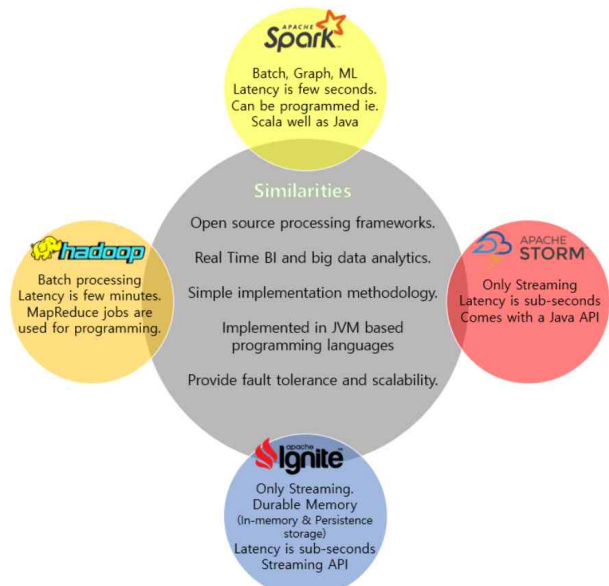 APACHE
Spark™
Batch, Graph, ML
Latency is few seconds.
Can be programmed ie.
Scala well as Java
Similarities
Open source processing frameworks.
Real Time BI and big data analytics.
Simple implementation methodology.
Implemented in JVM based
programming languages
Provide fault tolerance and scalability.
hadoop
Batch processing
Latency is few minutes.
MapReduce jobs are
used for programming.
APACHE
STORM™
Only Streaming
Latency is sub-seconds
Comes with a Java API
apache
Ignite™
Only Streaming.
Durable Memory
(In-memory & Persistence
storage)
Latency is sub-seconds
Streaming API